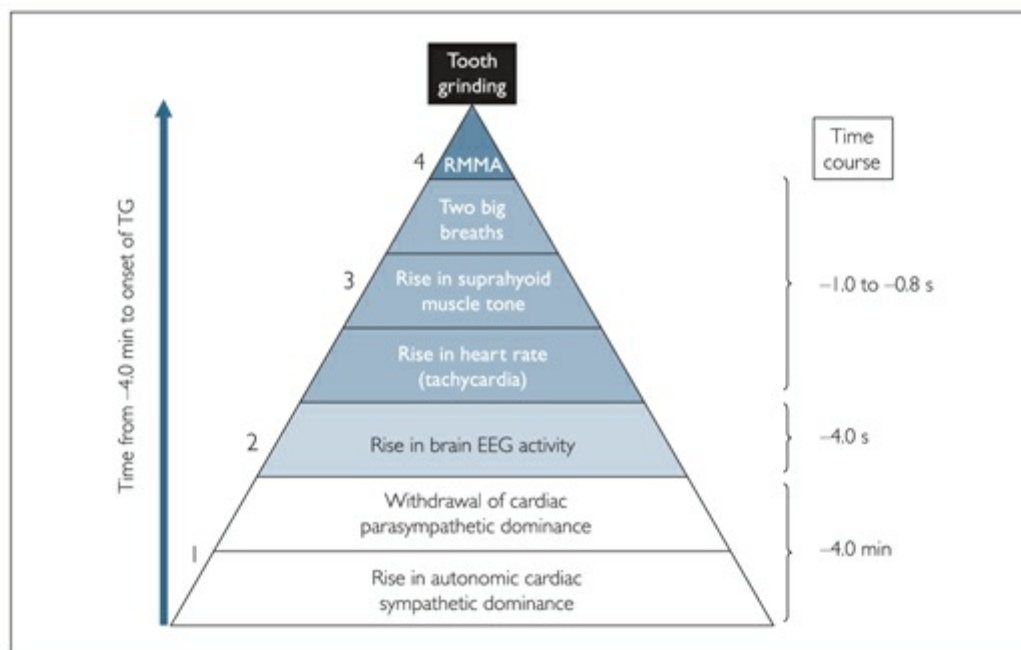 Tooth
grinding
Time from –4.0 min to onset of TG
4
RMMA
Time
course
Two big
breaths
3
Rise in suprahyoid
muscle tone
–1.0 to –0.8 s
Rise in heart rate
(tachycardia)
2
Rise in brain EEG activity
–4.0 s
Withdrawal of cardiac
parasympathetic dominance
1
–4.0 min
Rise in autonomic cardiac
sympathetic dominance